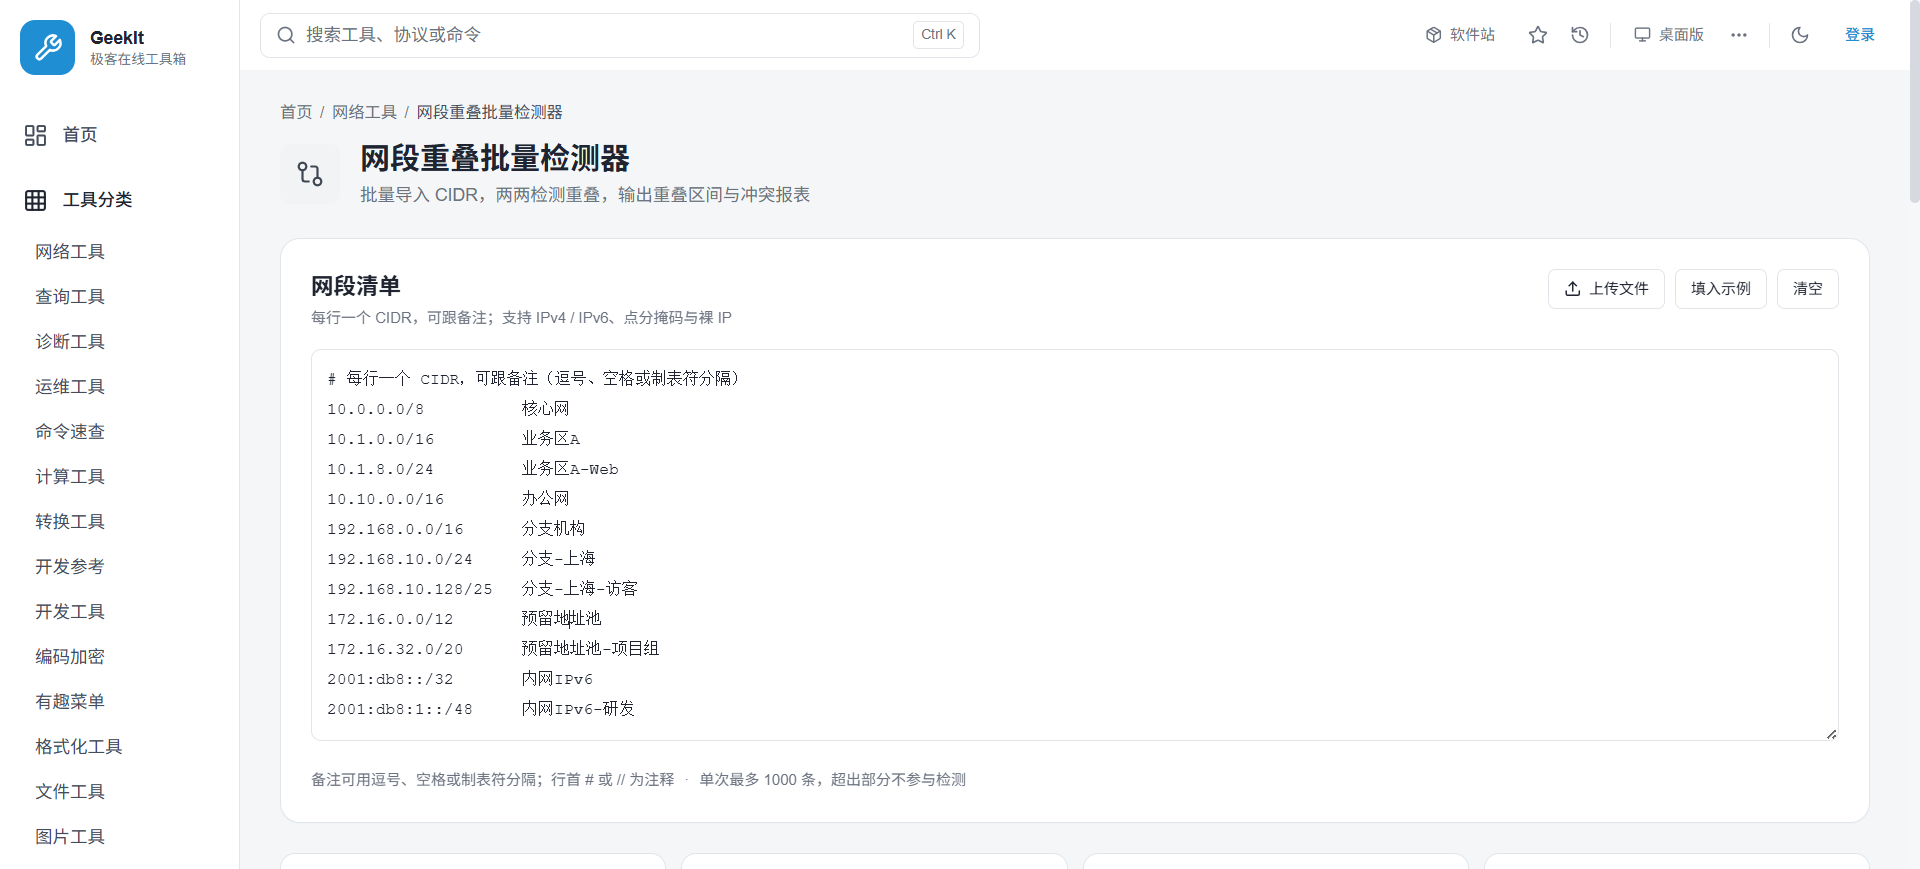 GeekIt
极客在线工具箱
首页
工具分类
网络工具
查询工具
诊断工具
运维工具
命令速查
计算工具
转换工具
开发参考
开发工具
编码加密
有趣菜单
格式化工具
文件工具
图片工具
搜索工具、协议或命令
Ctrl K
软件站
桌面版
登录
首页 / 网络工具 / 网段重叠批量检测器
网段重叠批量检测器
批量导入 CIDR，两两检测重叠，输出重叠区间与冲突报表
网段清单
每行一个 CIDR，可跟备注；支持 IPv4 / IPv6、点分掩码与裸 IP
上传文件
填入示例
清空
# 每行一个 CIDR，可跟备注（逗号、空格或制表符分隔）
10.0.0.0/8 核心网
10.1.0.0/16 业务区A
10.1.8.0/24 业务区A-Web
10.10.0.0/16 办公网
192.168.0.0/16 分支机构
192.168.10.0/24 分支-上海
192.168.10.128/25 分支-上海-访客
172.16.0.0/12 预留地址池
172.16.32.0/20 预留地址池-项目组
2001:db8::/32 内网IPv6
2001:db8:1::/48 内网IPv6-研发
备注可用逗号、空格或制表符分隔；行首 # 或 // 为注释 · 单次最多 1000 条，超出部分不参与检测